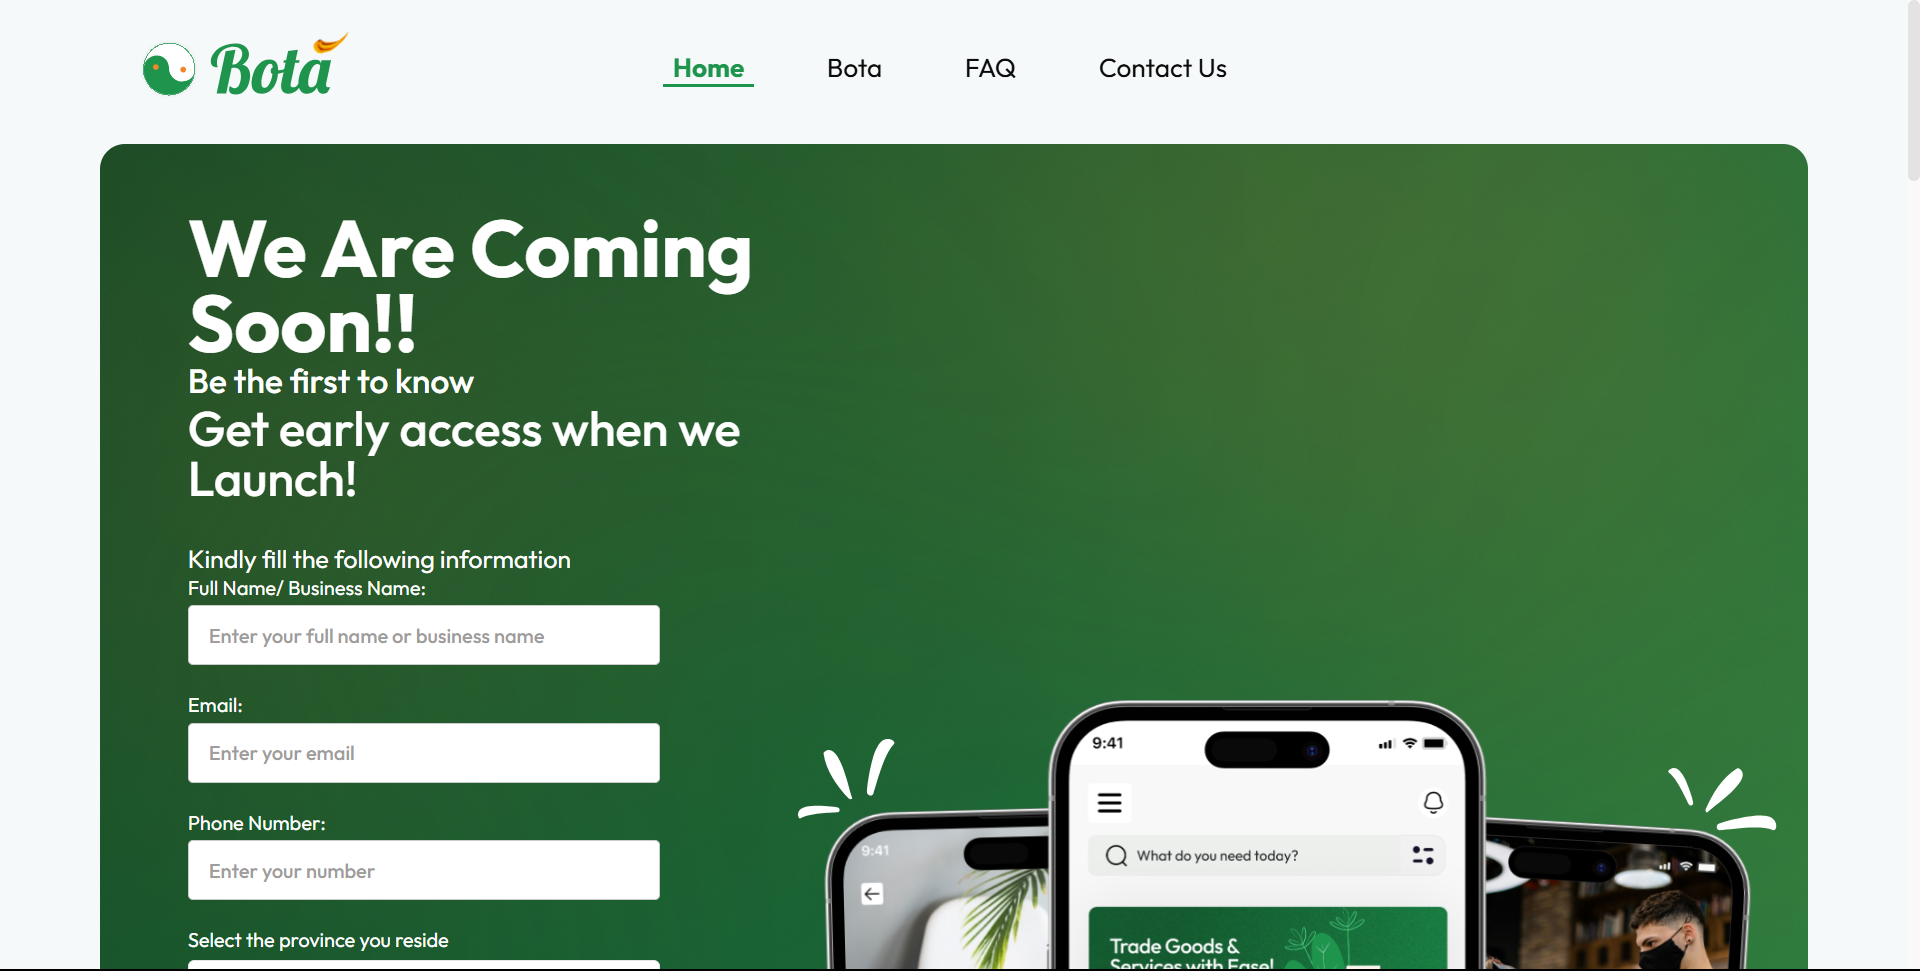 Bota
Home
Bota
FAQ
Contact Us
We Are Coming
Soon!!
Be the first to know
Get early access when we
Launch!
Kindly fill the following information
Full Name/ Business Name:
Enter your full name or business name
Email:
Enter your email
Phone Number:
Enter your number
Select the province you reside
9:41
9:41
What do you need today?
Trade Goods &
Services with Ease!